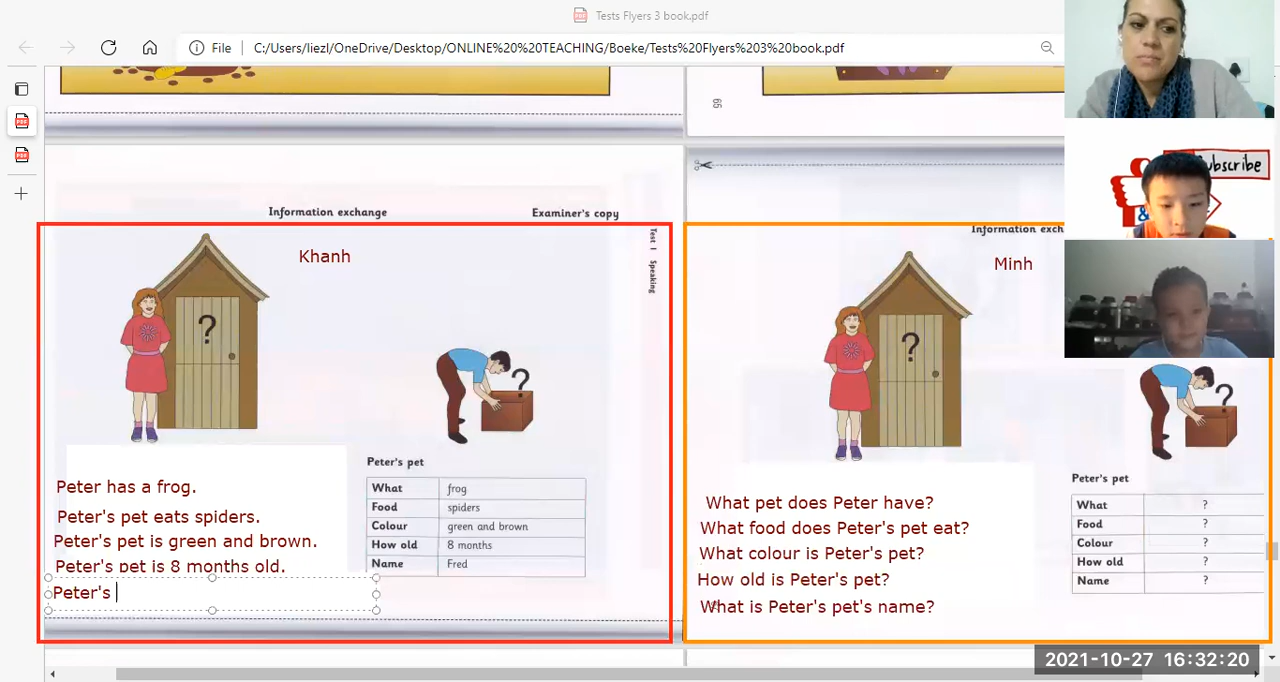 Tests Flyers 3 book.pdf
File
C:/Users/liezl/OneDrive/Desktop/ONLINE%20%20TEACHING/Boeke/Tests%20Flyers%203%20book.pdf
69
Information exchange
Examiner's copy
Test 1 Speaking
Khanh
?
?
Peter has a frog.
Peter's pet eats spiders.
Peter's pet is green and brown.
Peter's pet is 8 months old.
Peter's
Peter's pet
What frog
Food spiders
Colour green and brown
How old 8 months
Name Fred
Information exch
Minh
?
?
What pet does Peter have?
What food does Peter's pet eat?
What colour is Peter's pet?
How old is Peter's pet?
What is Peter's pet's name?
Peter's pet
What ?
Food ?
Colour ?
How old ?
Name ?
ubscribe
&
2021-10-27 16:32:20